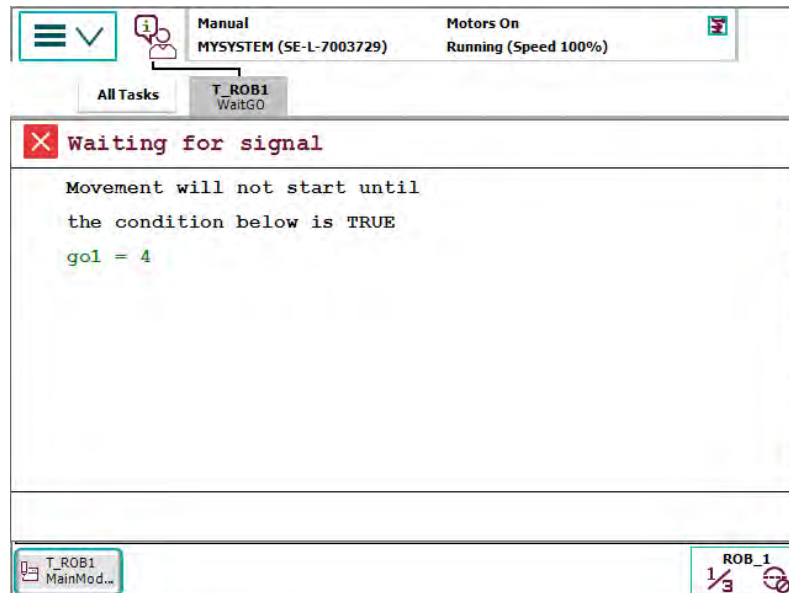 Manual
MYSYSTEM (SE-L-7003729)
Motors On
Running (Speed 100%)
All Tasks
T_ROB1
WaitGO
Waiting for signal
Movement will not start until
the condition below is TRUE
go1 = 4
T_ROB1
MainMod...
ROB_1
1/3